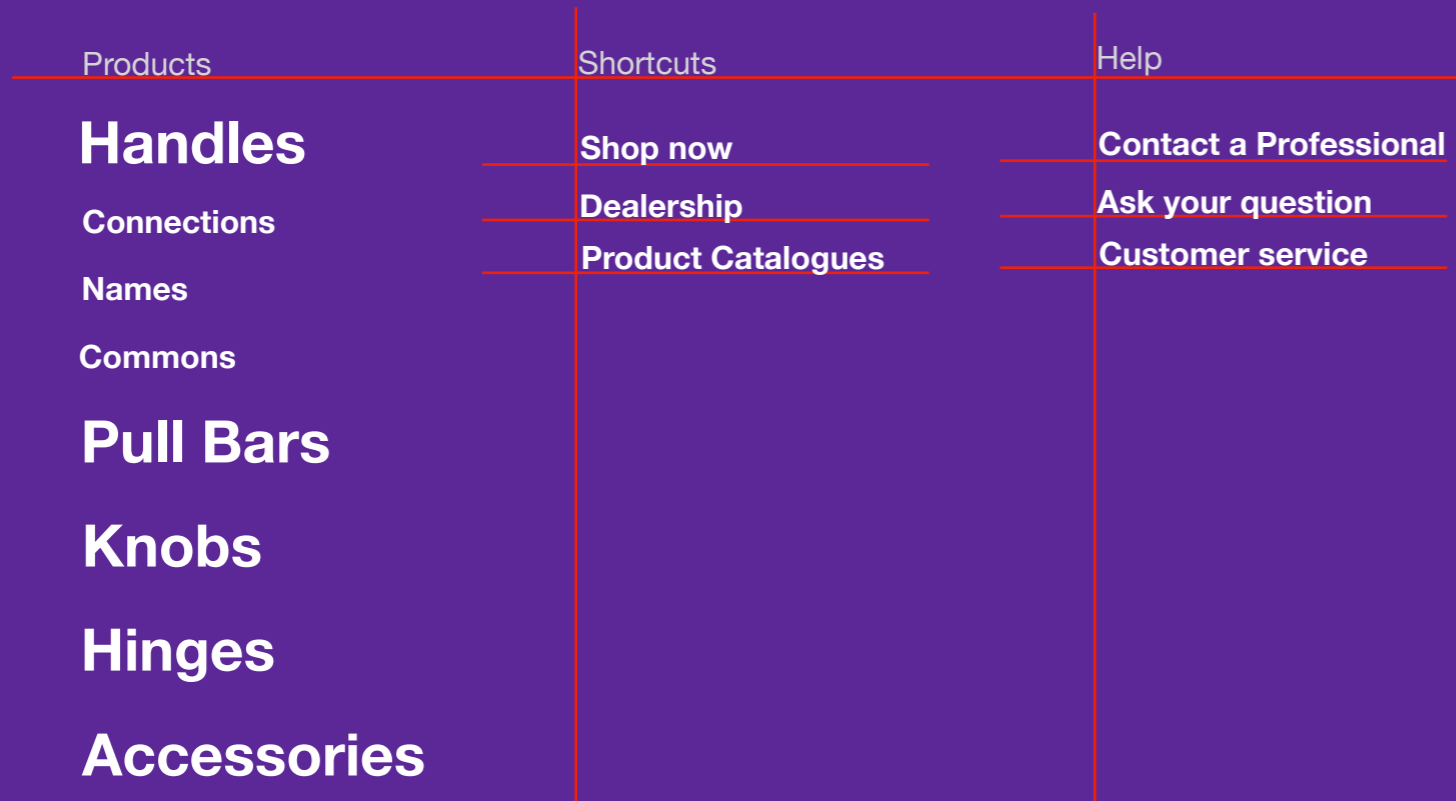 Products
Handles
Connections
Names
Commons
Pull Bars
Knobs
Hinges
Accessories
Shortcuts
Shop now
Dealership
Product Catalogues
Help
Contact a Professional
Ask your question
Customer service